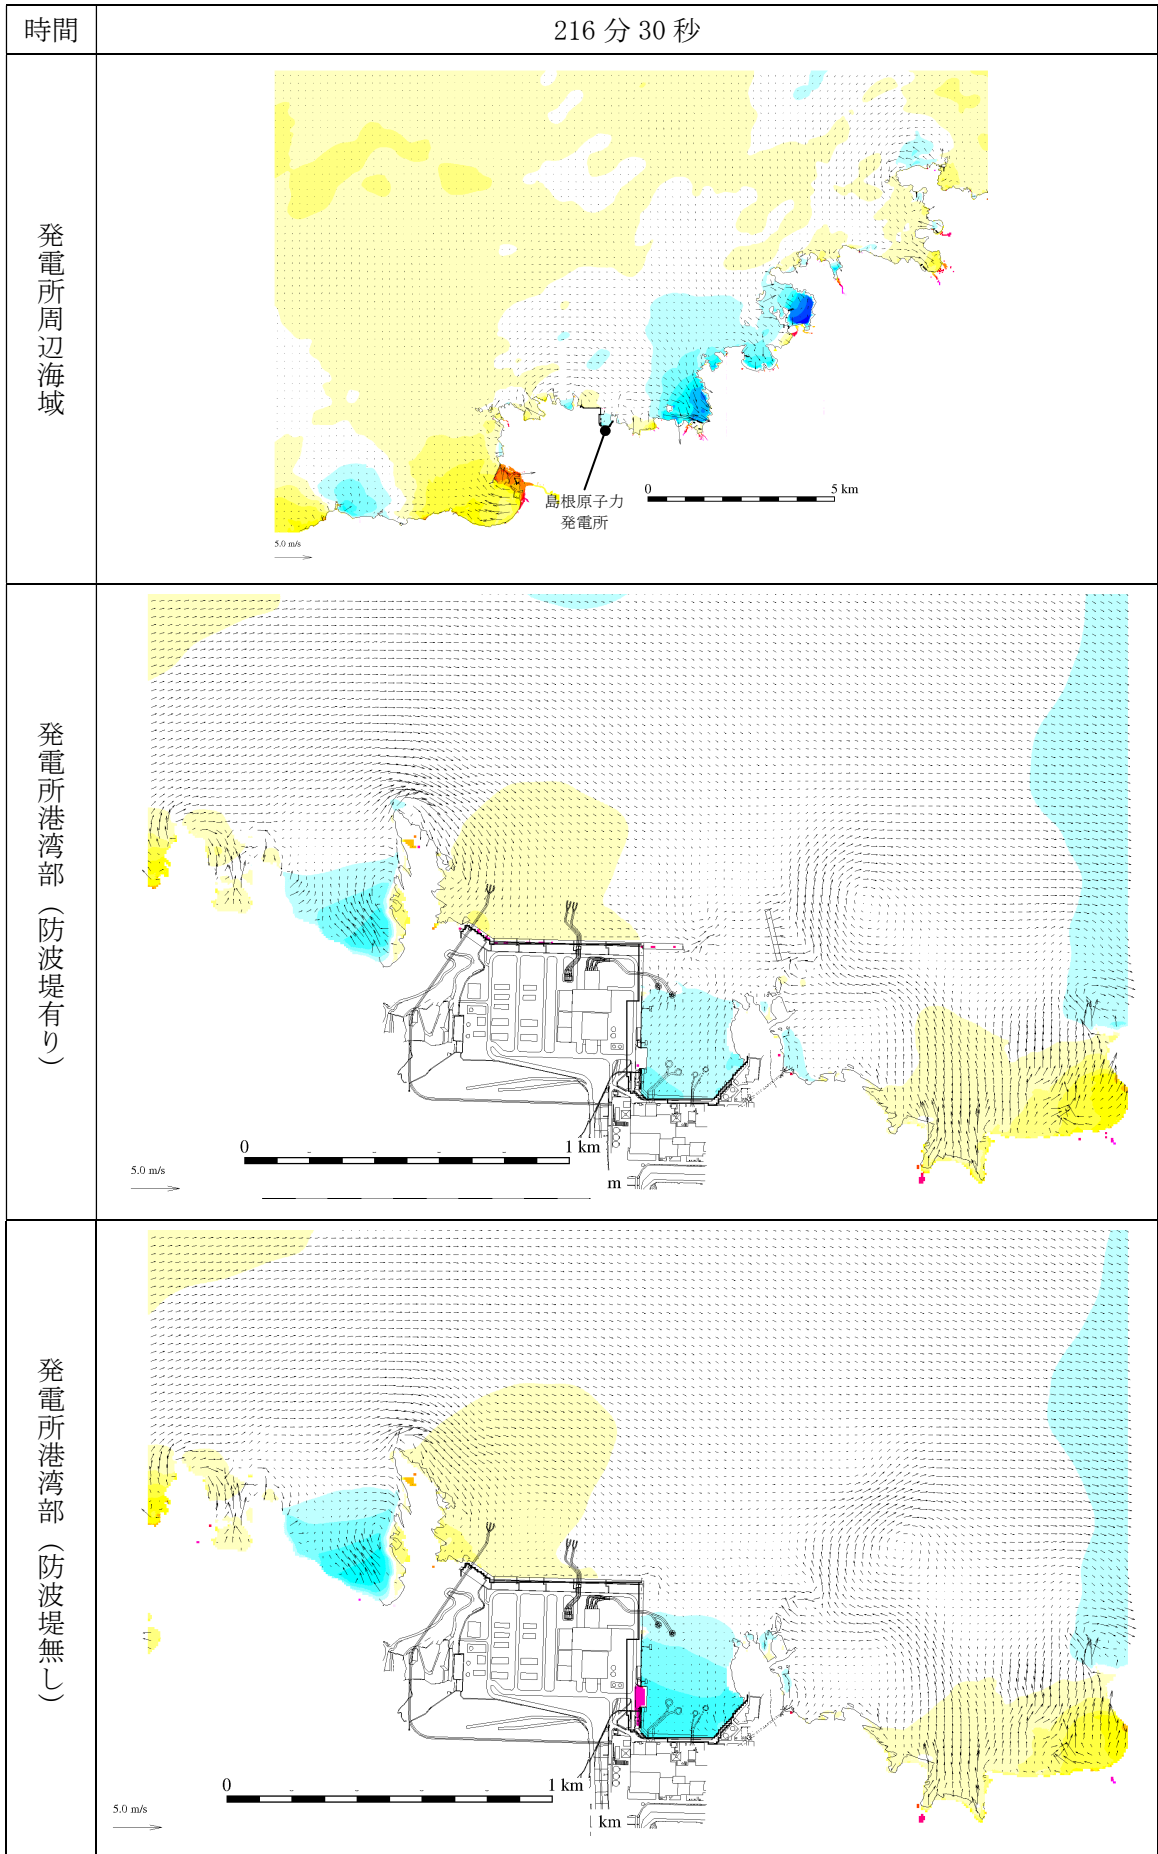 時間
216 分 30 秒
発電所周辺海域
島根原子力
発電所
0
5 km
5.0 m/s
発電所港湾部（防波堤有り）
0
1 km
5.0 m/s
m
発電所港湾部（防波堤無し）
0
1 km
5.0 m/s
km